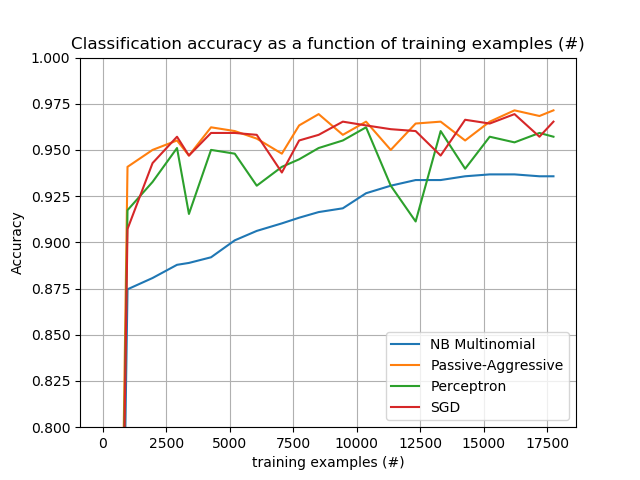 Classification accuracy as a function of training examples (#)
1.000
0.975
0.950
0.925
0.900
0.875
0.850
0.825
0.800
Accuracy
NB Multinomial
Passive-Aggressive
Perceptron
SGD
0 2500 5000 7500 10000 12500 15000 17500
training examples (#)